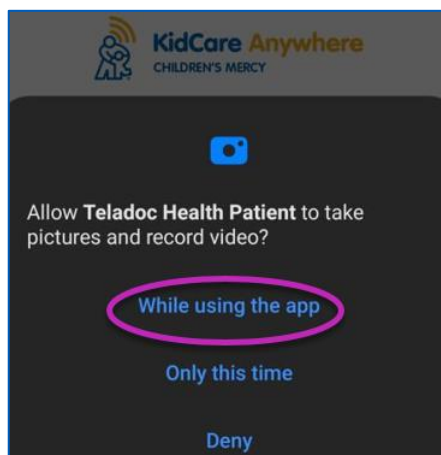 KidCare Anywhere
CHILDREN'S MERCY
Allow Teladoc Health Patient to take
pictures and record video?
While using the app
Only this time
Deny